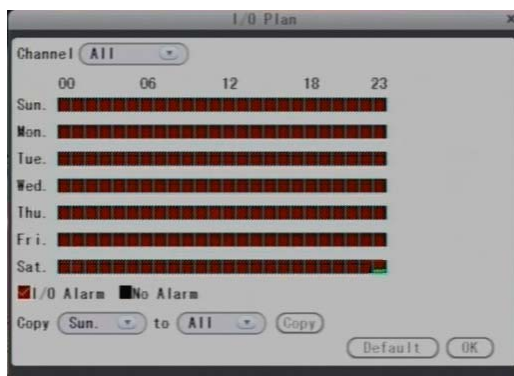 I/O Plan x
Channel All
00 06 12 18 23
Sun.
Mon.
Tue.
Wed.
Thu.
Fri.
Sat.
I/O Alarm No Alarm
Copy Sun. to All Copy
Default OK